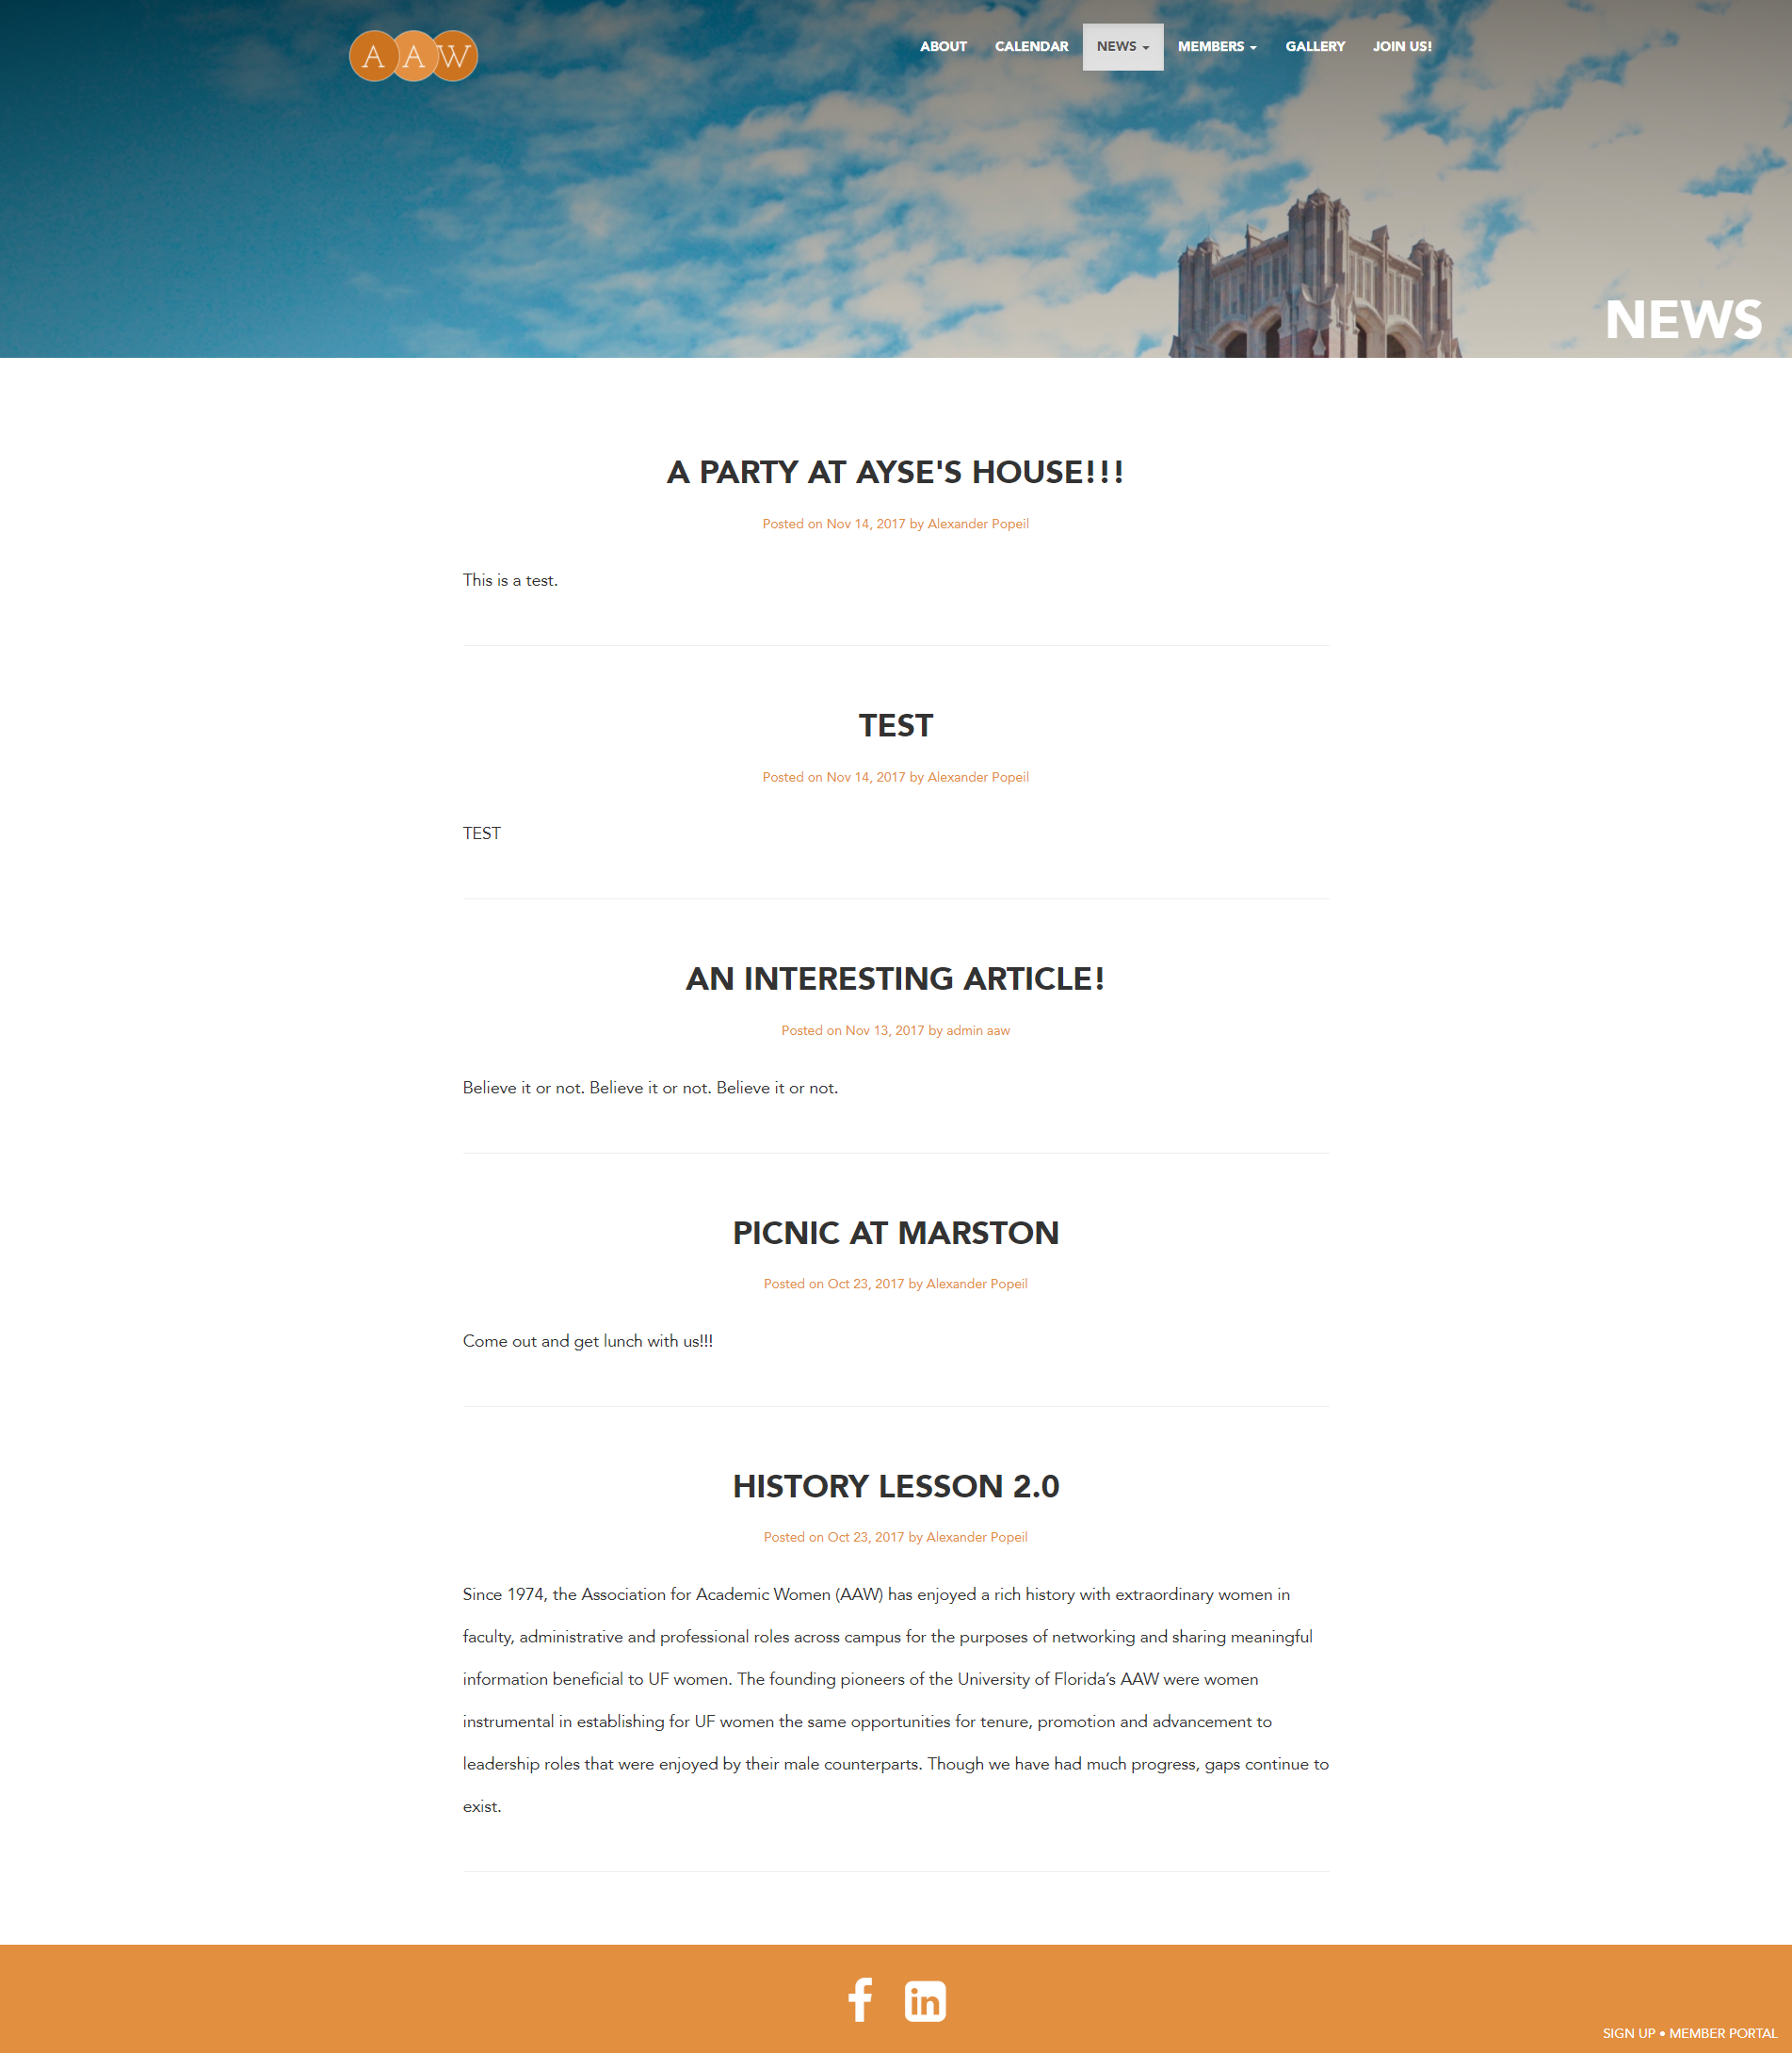 AAW
ABOUT CALENDAR NEWS MEMBERS GALLERY JOIN US!
NEWS
A PARTY AT AYSE'S HOUSE!!!
Posted on Nov 14, 2017 by Alexander Popeil
This is a test.
TEST
Posted on Nov 14, 2017 by Alexander Popeil
TEST
AN INTERESTING ARTICLE!
Posted on Nov 13, 2017 by admin aaw
Believe it or not. Believe it or not. Believe it or not.
PICNIC AT MARSTON
Posted on Oct 23, 2017 by Alexander Popeil
Come out and get lunch with us!!!
HISTORY LESSON 2.0
Posted on Oct 23, 2017 by Alexander Popeil
Since 1974, the Association for Academic Women (AAW) has enjoyed a rich history with extraordinary women in
faculty, administrative and professional roles across campus for the purposes of networking and sharing meaningful
information beneficial to UF women. The founding pioneers of the University of Florida’s AAW were women
instrumental in establishing for UF women the same opportunities for tenure, promotion and advancement to
leadership roles that were enjoyed by their male counterparts. Though we have had much progress, gaps continue to
exist.
f in
SIGN UP • MEMBER PORTAL